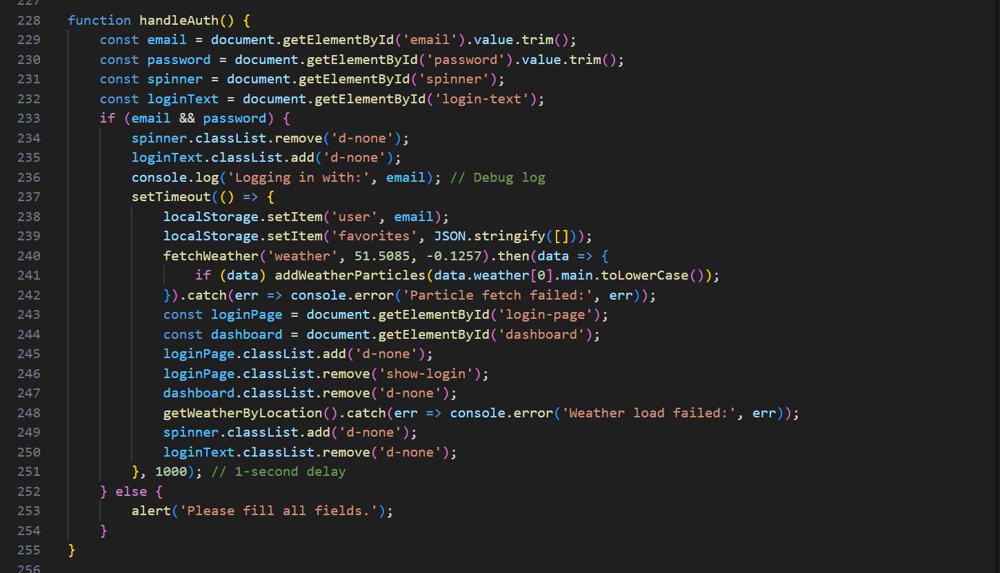 227
228 function handleAuth() {
229     const email = document.getElementById('email').value.trim();
230     const password = document.getElementById('password').value.trim();
231     const spinner = document.getElementById('spinner');
232     const loginText = document.getElementById('login-text');
233     if (email && password) {
234         spinner.classList.remove('d-none');
235         loginText.classList.add('d-none');
236         console.log('Logging in with:', email); // Debug log
237         setTimeout(() => {
238             localStorage.setItem('user', email);
239             localStorage.setItem('favorites', JSON.stringify([]));
240             fetchWeather('weather', 51.5085, -0.1257).then(data => {
241                 if (data) addWeatherParticles(data.weather[0].main.toLowerCase());
242             }).catch(err => console.error('Particle fetch failed:', err));
243             const loginPage = document.getElementById('login-page');
244             const dashboard = document.getElementById('dashboard');
245             loginPage.classList.add('d-none');
246             loginPage.classList.remove('show-login');
247             dashboard.classList.remove('d-none');
248             getWeatherByLocation().catch(err => console.error('Weather load failed:', err));
249             spinner.classList.add('d-none');
250             loginText.classList.remove('d-none');
251         }, 1000); // 1-second delay
252     } else {
253         alert('Please fill all fields.');
254     }
255 }
256